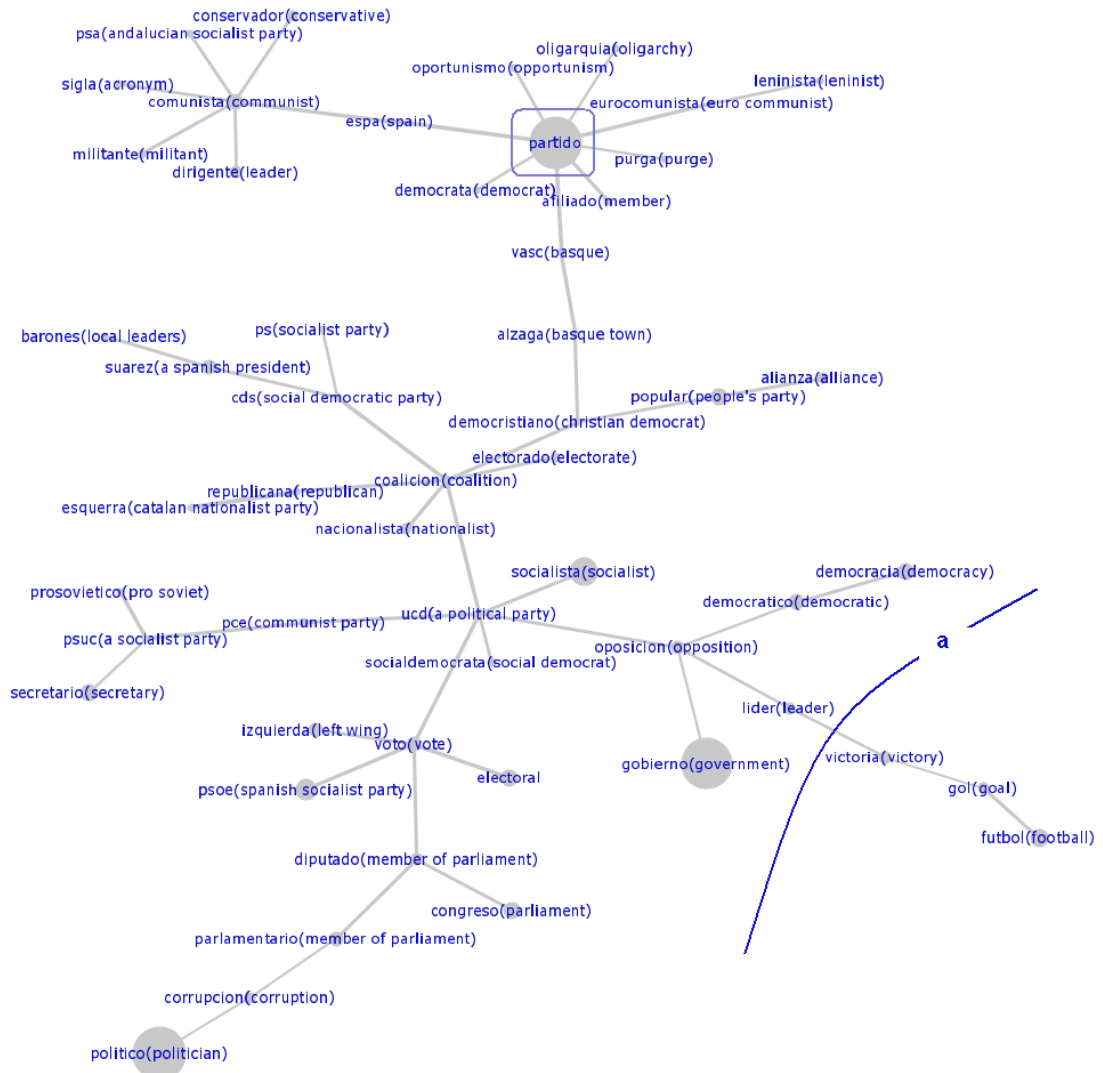 conservador(conservative)
psa(andalucian socialist party)
oligarquia(oligarchy)
oportunismo(opportunism)
sigla(acronym)
leninista(leninist)
comunista(communist)
eurocomunista(euro communist)
espa(spain)
partido
militante(militant)
purga(purge)
dirigente(leader)
democrata(democrat)
afiliado(member)
vasc(basque)
barones(local leaders)
ps(socialist party)
alzaga(basque town)
suarez(a spanish president)
alianza(alliance)
cds(social democratic party)
popular(people's party)
democristiano(christian democrat)
electorado(electorate)
coalicion(coalition)
republicana(republican)
esquerra(catalan nationalist party)
nacionalista(nationalist)
socialista(socialist)
democracia(democracy)
prosovietico(pro soviet)
democratico(democratic)
ucd(a political party)
pce(communist party)
psuc(a socialist party)
oposicion(opposition)
a
socialdemocrata(social democrat)
secretario(secretary)
lider(leader)
izquierda(left wing)
voto(vote)
victoria(victory)
gobierno(government)
electoral
psoe(spanish socialist party)
gol(goal)
futbol(football)
diputado(member of parliament)
congreso(parliament)
parlamentario(member of parliament)
corrupcion(corruption)
politico(politician)